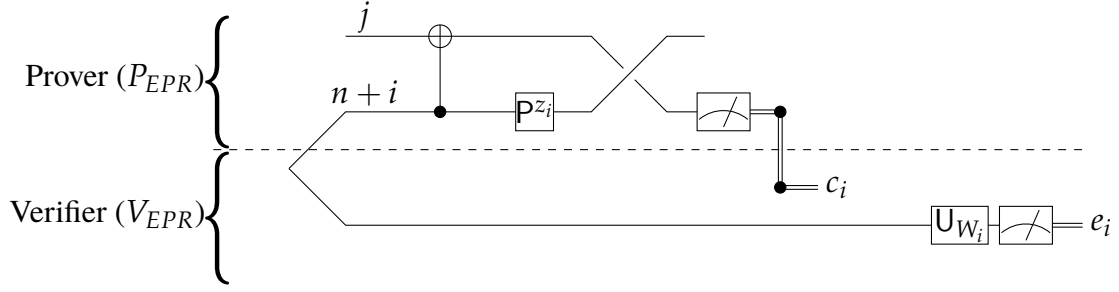 j
Prover (P_{EPR})
n + i
P^{z_i}
c_i
Verifier (V_{EPR})
U_{W_i}
e_i